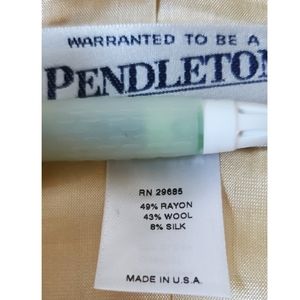 WARRANTED TO BE A
PENDLETON
RN 29685
49% RAYON
43% WOOL
8% SILK
MADE IN U.S.A.